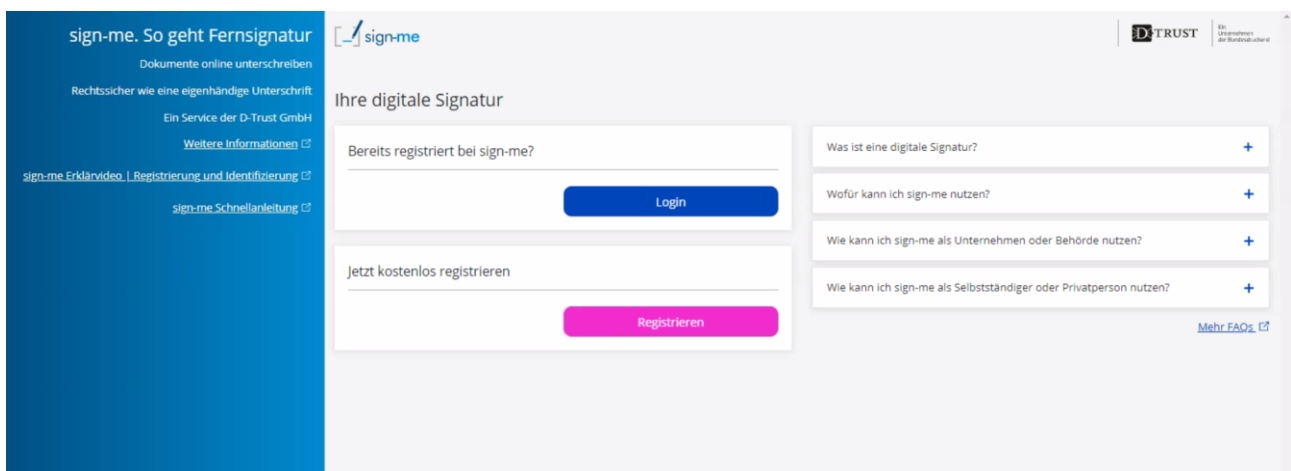 sign-me. So geht Fernsignatur
Dokumente online unterschreiben
Rechtssicher wie eine eigenhändige Unterschrift
Ein Service der D-Trust GmbH
Weitere Informationen
sign-me Erklärvideo | Registrierung und Identifizierung
sign-me Schnellanleitung
sign-me
D-TRUST
Ein
Unternehmen
der Bundesdruckerei
Ihre digitale Signatur
Bereits registriert bei sign-me?
Login
Jetzt kostenlos registrieren
Registrieren
Was ist eine digitale Signatur?
Wofür kann ich sign-me nutzen?
Wie kann ich sign-me als Unternehmen oder Behörde nutzen?
Wie kann ich sign-me als Selbstständiger oder Privatperson nutzen?
Mehr FAQs